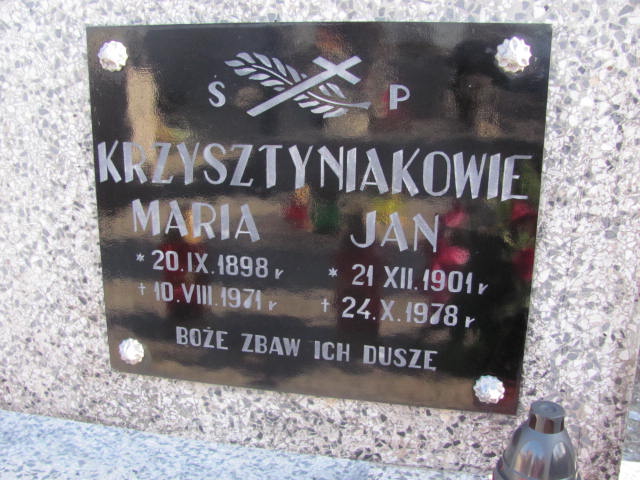 Ś P
KRZYSZTYNIAKOWIE
MARIA JAN
* 20.IX.1898 r * 21 XII.1901 r
† 10.VIII.1971 r † 24.X.1978 r
BOŻE ZBAW ICH DUSZE